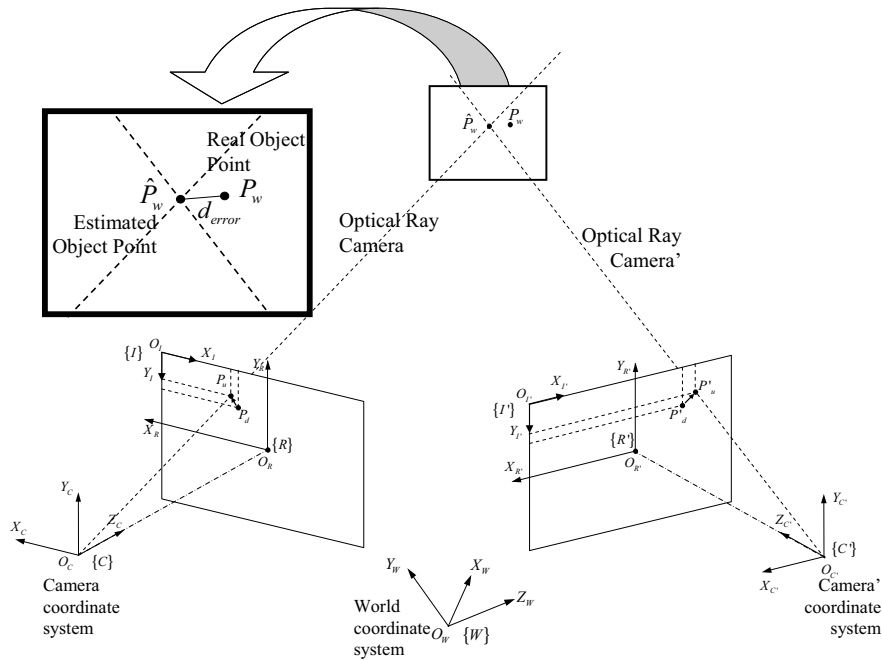 P̂w
Pw
Real Object
Point
P̂w
Pw
derror
Estimated
Object Point
Optical Ray
Camera
Optical Ray
Camera’
{I}
OI
XI
YI
Pu
Pd
YR
XR
{R}
OR
YC
XC
ZC
OC
{C}
Camera
coordinate
system
{I'}
OI'
XI'
YI'
P'u
P'd
YR'
XR'
{R'}
OR'
YC'
XC'
ZC'
OC'
{C'}
Camera’
coordinate
system
YW
XW
ZW
OW
{W}
World
coordinate
system